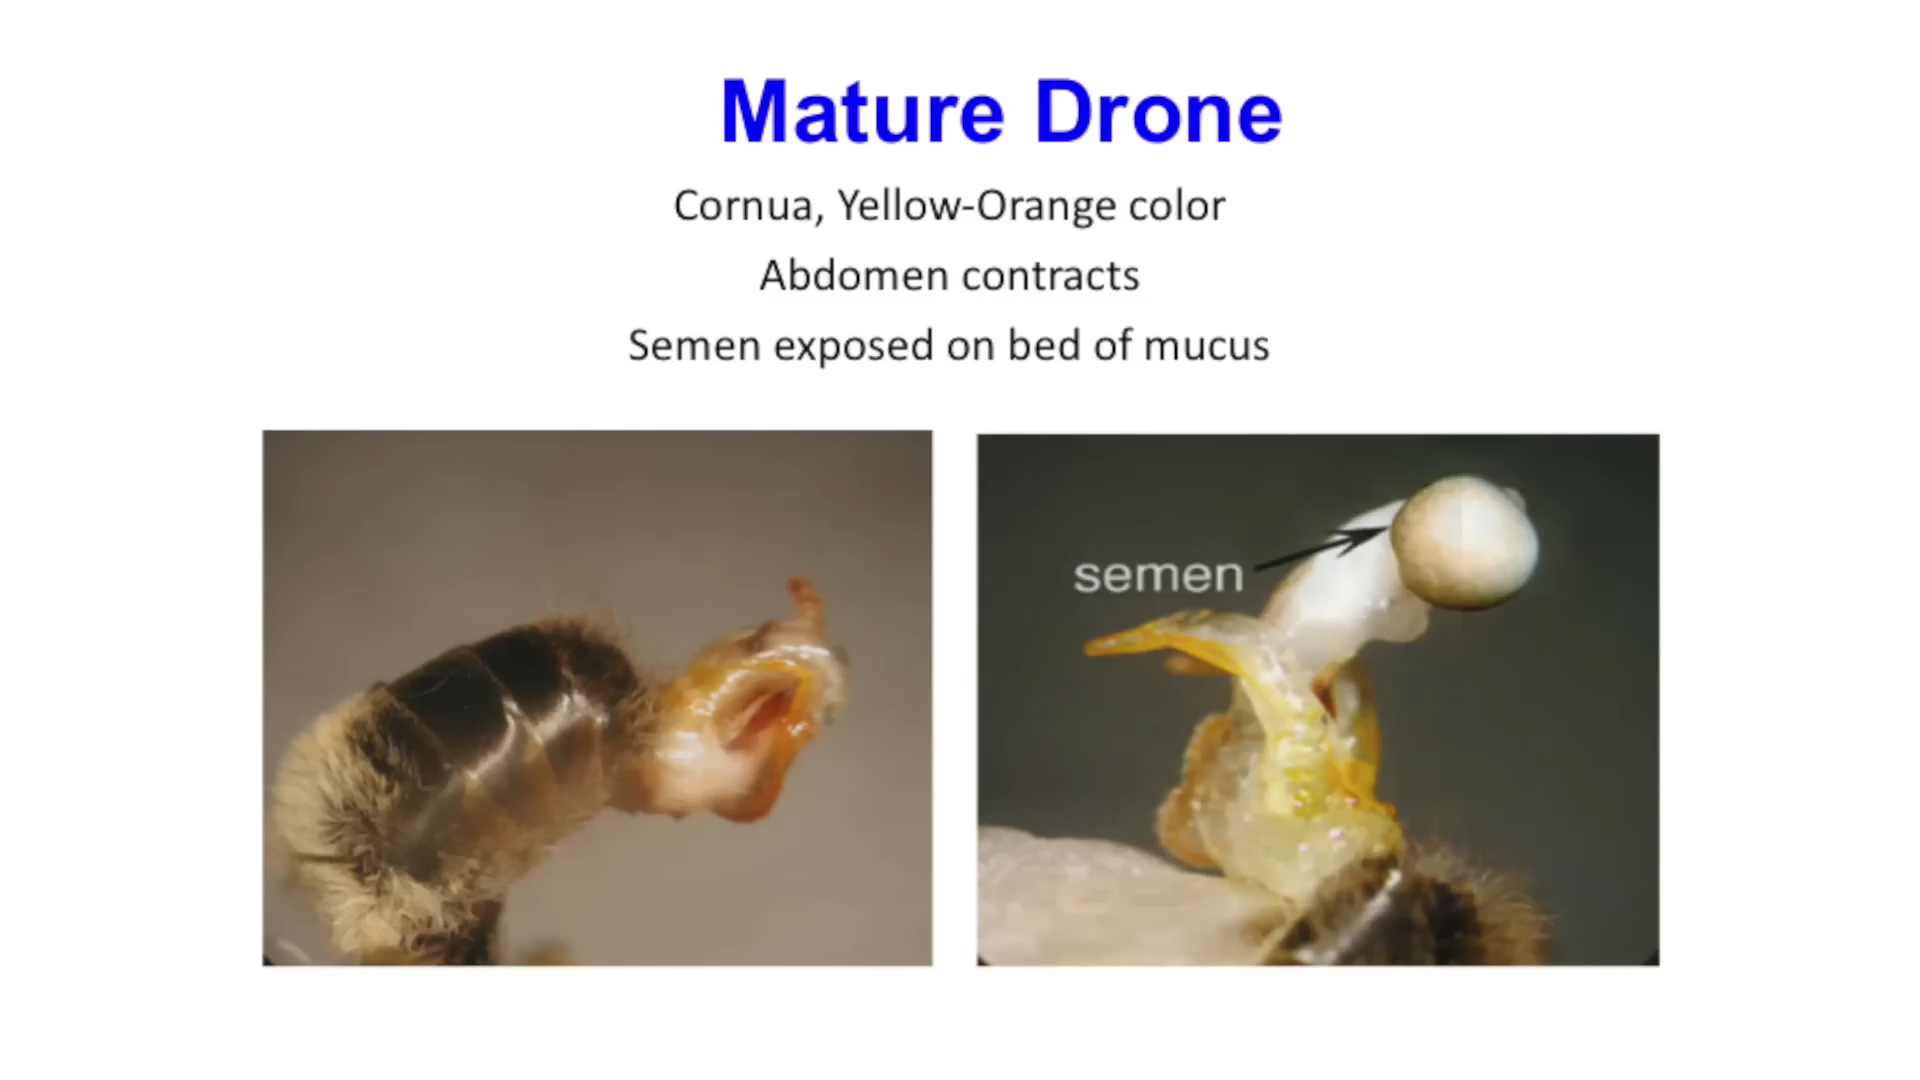 Mature Drone
Cornua, Yellow-Orange color
Abdomen contracts
Semen exposed on bed of mucus
semen